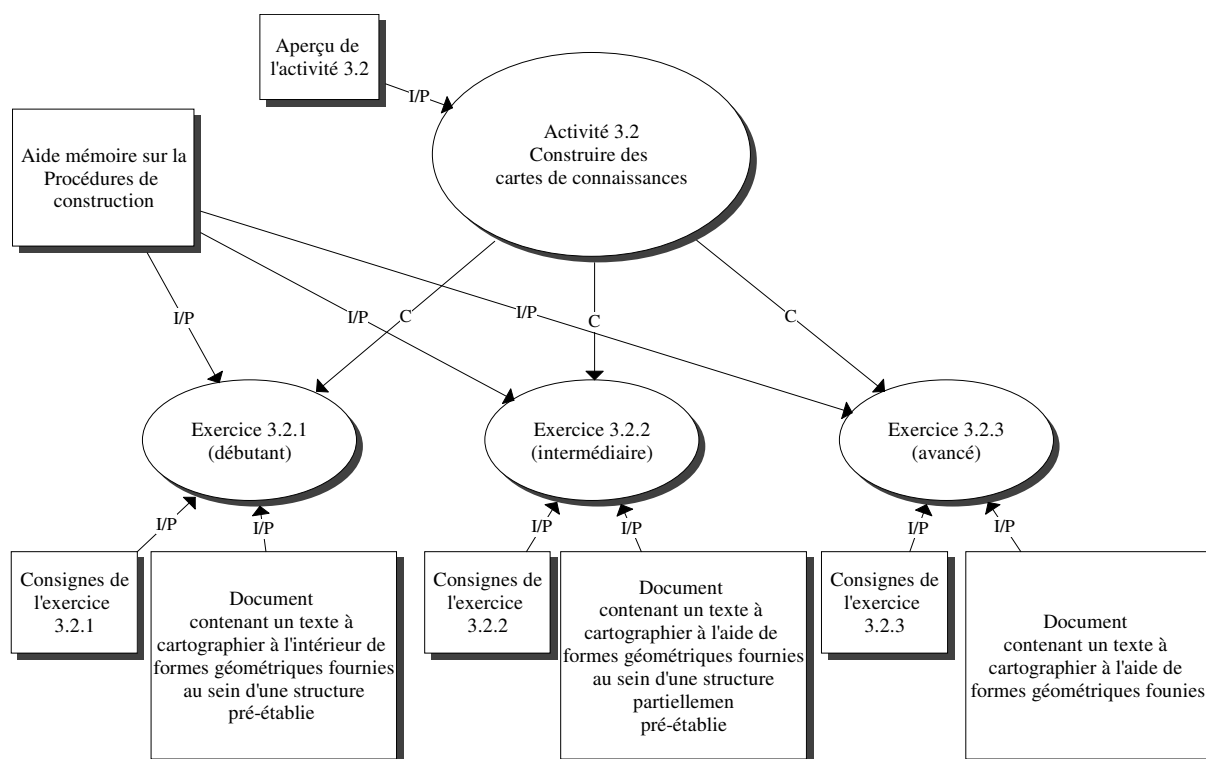 Aperçu de
l'activité 3.2
I/P
Activité 3.2
Construire des
cartes de connaissances
Aide mémoire sur la
Procédures de
construction
I/P
I/P
I/P
C
C
C
Exercice 3.2.1
(débutant)
Exercice 3.2.2
(intermédiaire)
Exercice 3.2.3
(avancé)
I/P
I/P
I/P
I/P
I/P
I/P
Consignes de
l'exercice
3.2.1
Document
contenant un texte à
cartographier à l'intérieur de
formes géométriques fournies
au sein d'une structure
pré-établie
Consignes de
l'exercice
3.2.2
Document
contenant un texte à
cartographier à l'aide de
formes géométriques fournies
au sein d'une structure
partiellemen
pré-établie
Consignes de
l'exercice
3.2.3
Document
contenant un texte à
cartographier à l'aide de
formes géométriques founies